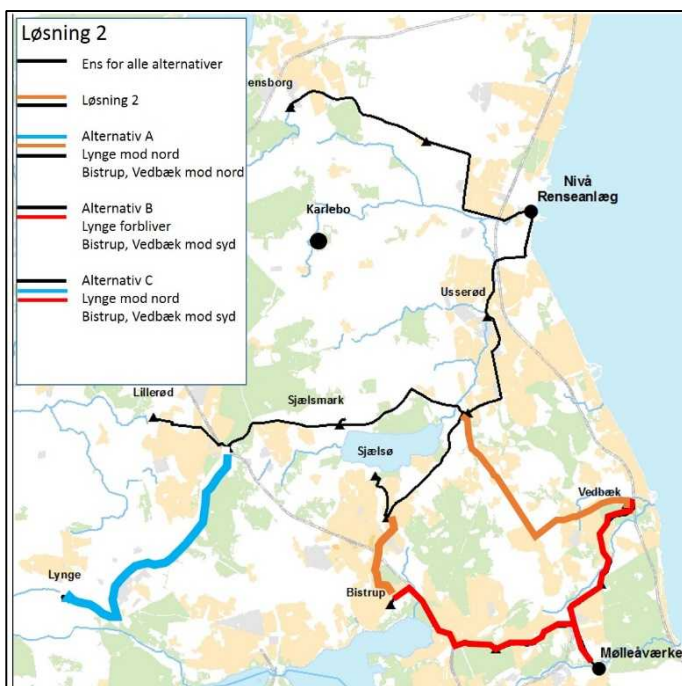 Løsning 2
Ens for alle alternativer
Løsning 2
Alternativ A
Lynge mod nord
Bistrup, Vedbæk mod nord
Alternativ B
Lynge forbliver
Bistrup, Vedbæk mod syd
Alternativ C
Lynge mod nord
Bistrup, Vedbæk mod syd
ensborg
Nivå
Renseanlæg
Karlebo
Usserød
Lillerød
Sjælsmark
Sjælsø
Vedbæk
Lynge
Bistrup
Mølleåværke